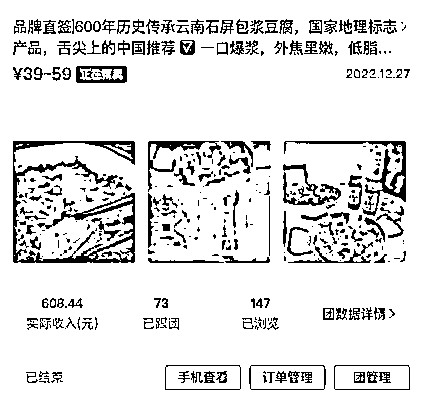 品牌直签|600年历史传承云南石屏包浆豆腐，国家地理标志
产品，舌尖上的中国推荐 一口爆浆，外焦里嫩，低脂...
¥39-59 正在需卖 2022.12.27
608.44 73 147
实际收入(元) 已跟团 已浏览 团数据详情>
已结束 手机查看 订单管理 团管理